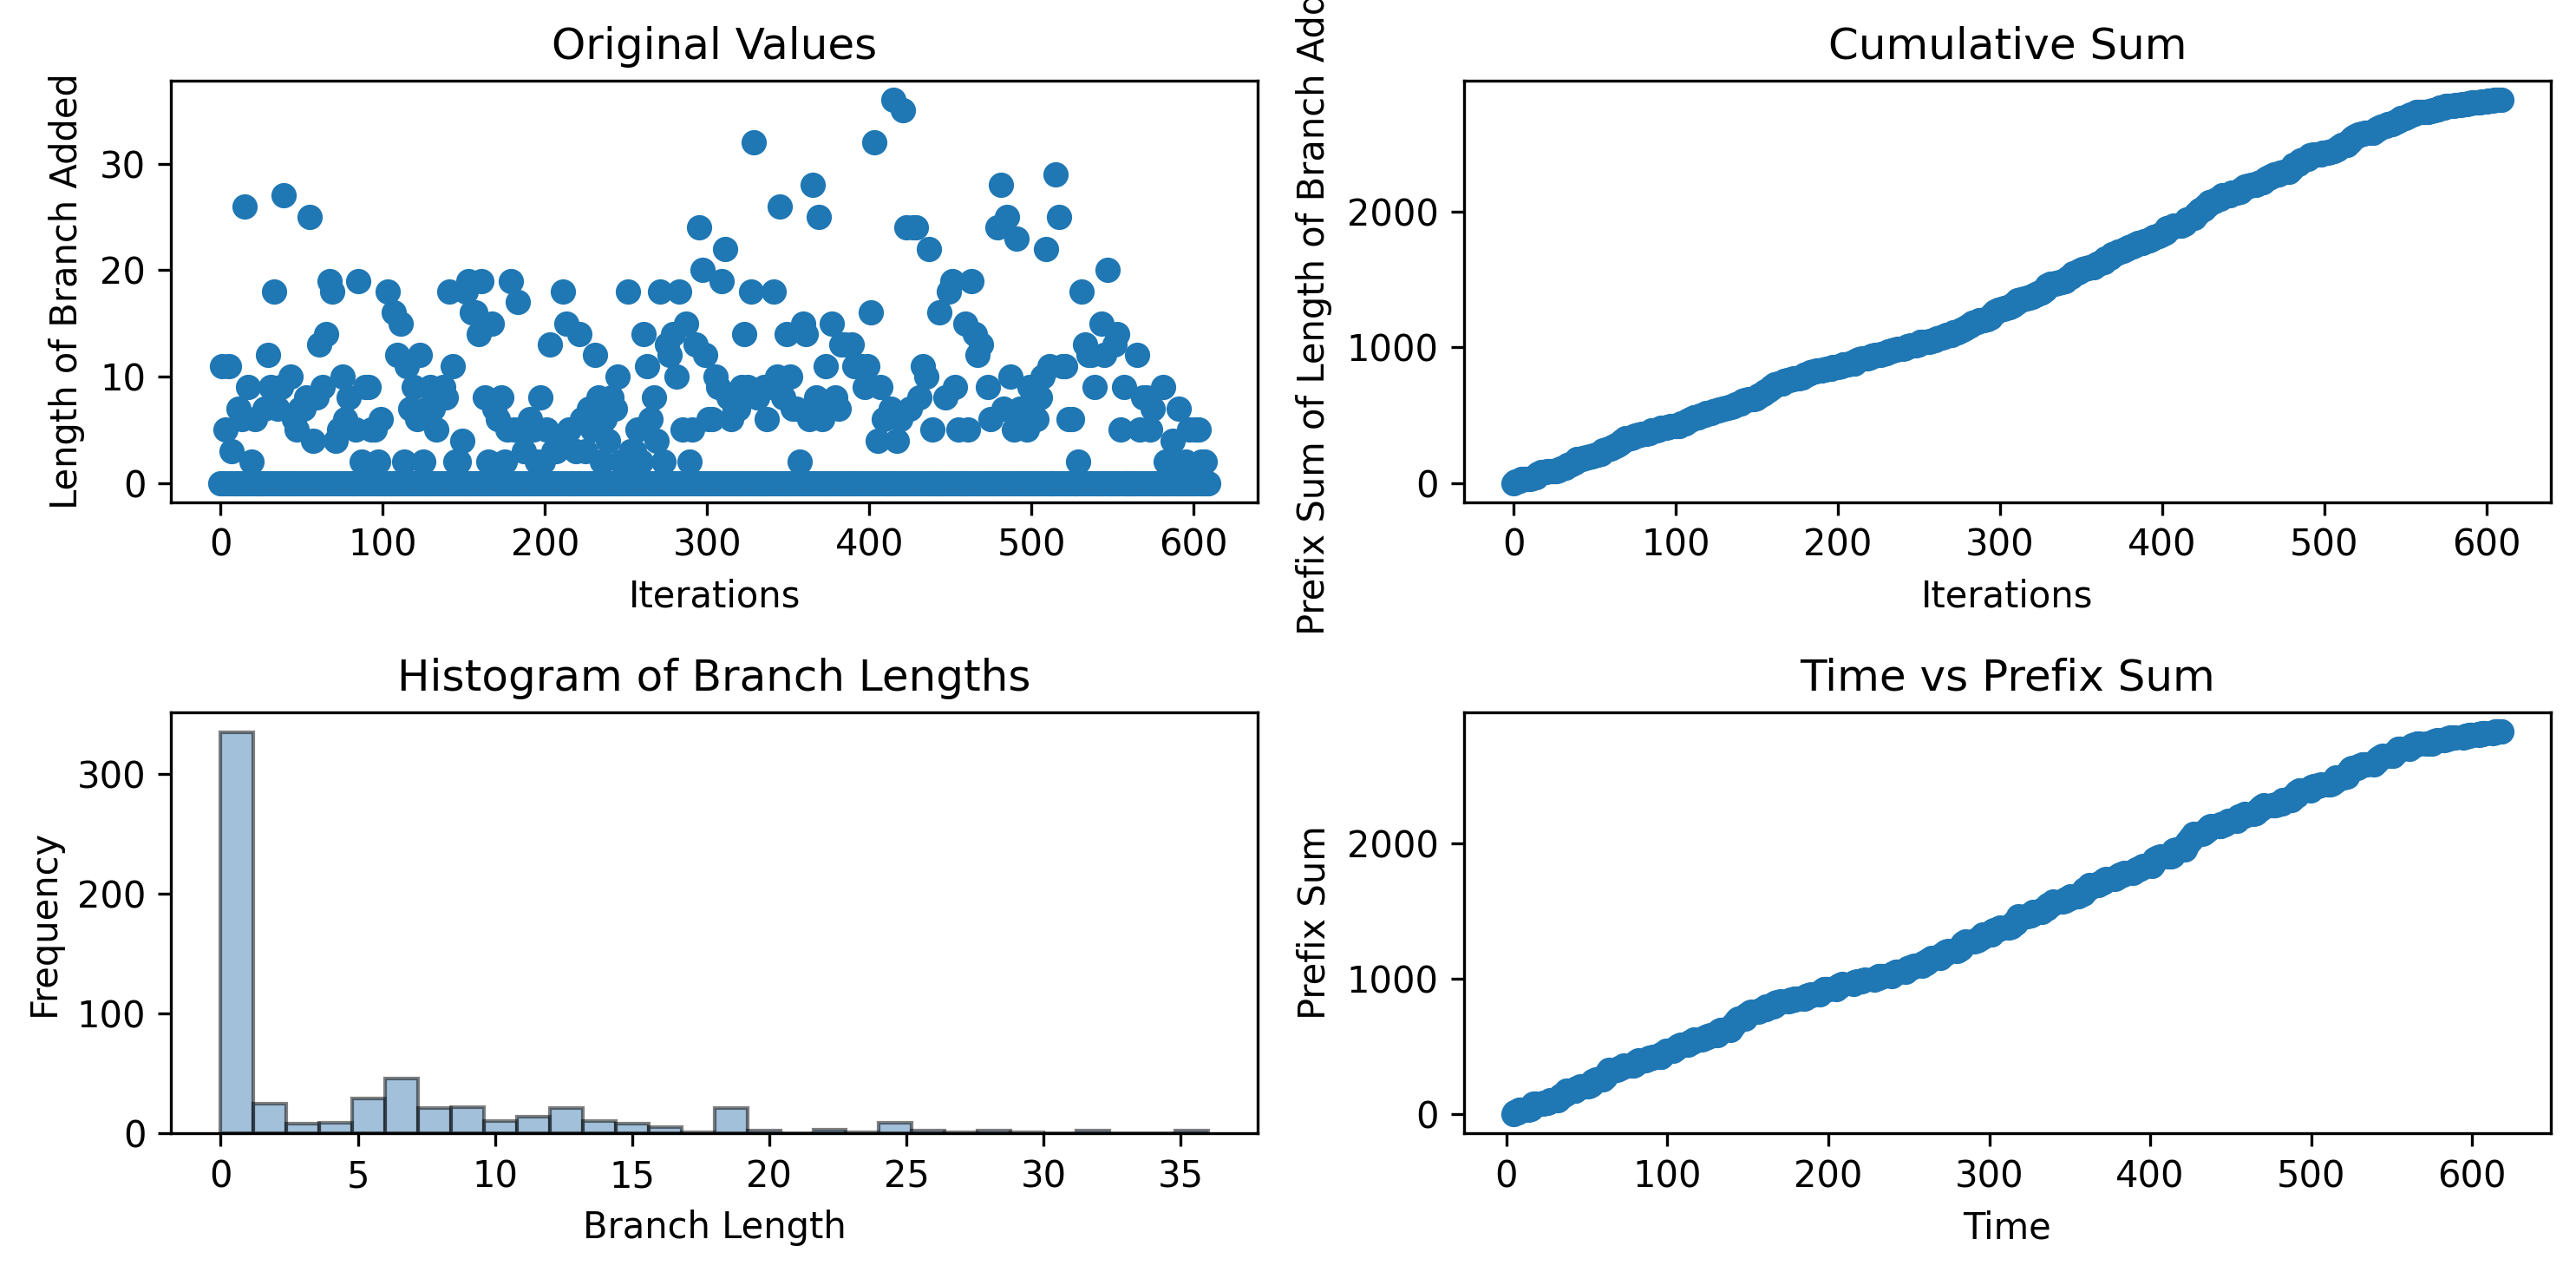 Original Values
Length of Branch Added
30
20
10
0
0 100 200 300 400 500 600
Iterations
Cumulative Sum
Prefix Sum of Length of Branch
2000
1000
0
0 100 200 300 400 500 600
Iterations
Histogram of Branch Lengths
Frequency
300
200
100
0
0 5 10 15 20 25 30 35
Branch Length
Time vs Prefix Sum
Prefix Sum
2000
1000
0
0 100 200 300 400 500 600
Time